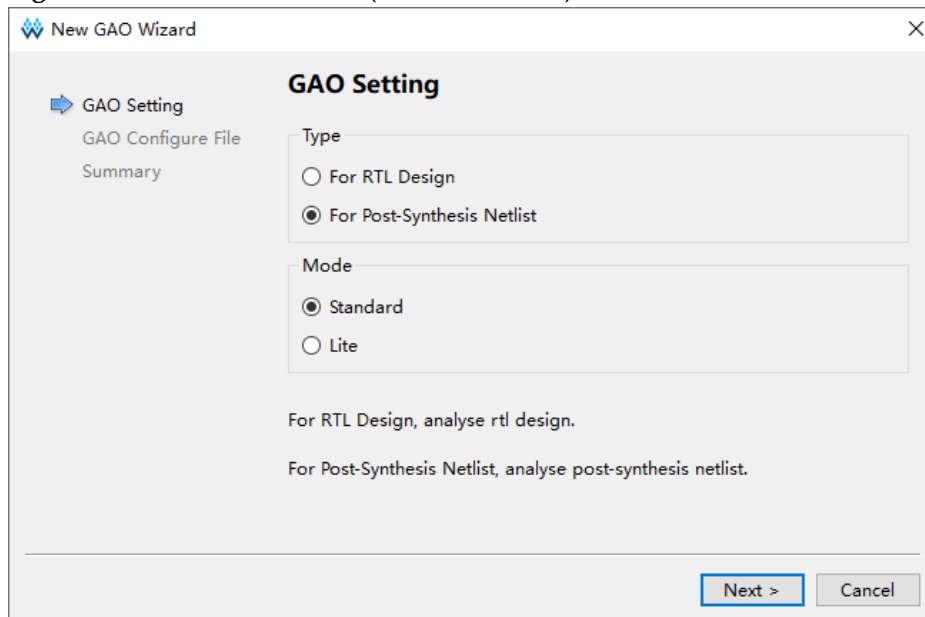 New GAO Wizard
GAO Setting
GAO Configure File
Summary
GAO Setting
Type
For RTL Design
For Post-Synthesis Netlist
Mode
Standard
Lite
For RTL Design, analyse rtl design.
For Post-Synthesis Netlist, analyse post-synthesis netlist.
Next >
Cancel